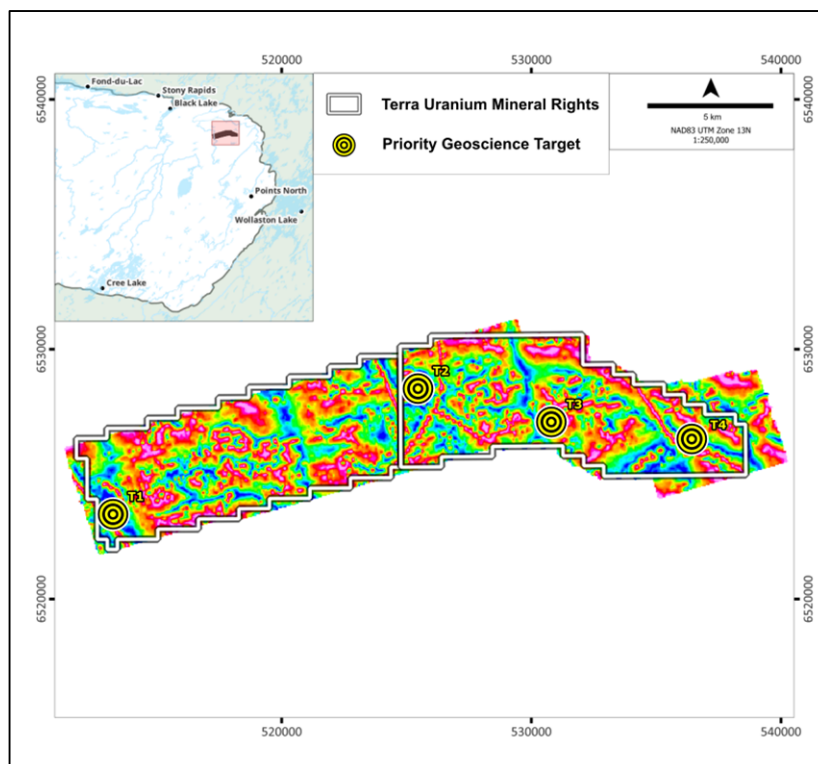 520000
530000
540000
6540000
6540000
Fond-du-Lac
Stony Rapids
Black Lake
Points North
Wollaston Lake
Cree Lake
Terra Uranium Mineral Rights
Priority Geoscience Target
5 km
NAD83 UTM Zone 13N
1:250,000
6530000
6530000
T2
T3
T4
T1
6520000
6520000
520000
530000
540000